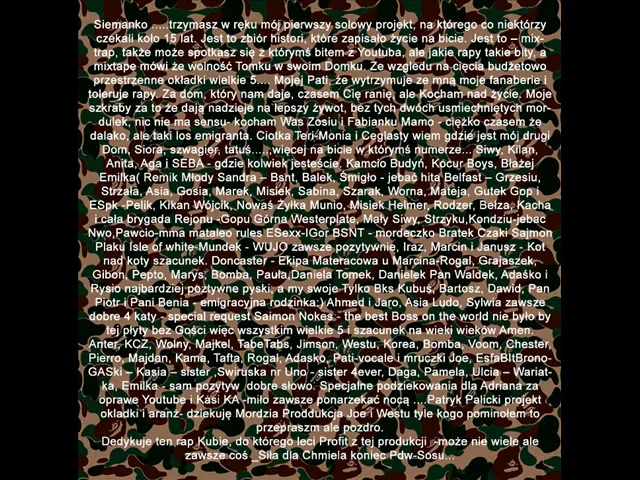 Siemanko .....trzymasz w ręku mój pierwszy solowy projekt, na którego co niektórzy
czekali koło 15 lat. Jest to zbiór histori, które zapisało życie na bicie. Jest to – mix-
trap, także może spotkasz się z którymś bitem z Youtuba, ale jakie rapy takie bity, a
mixtape mówi że wolność Tomku w swoim Domku. Ze względu na cięcia budżetowo
przestrzenne okładki wielkie 5.... Mojej Pati, że wytrzymuje ze mną moje fanaberie i
toleruje rapy. Za dom, który nam daje, czasem Cię ranię, ale Kocham nad życie. Moje
szkraby za to że dają nadzieje na lepszy żywot, bez tych dwóch uśmiechniętych mor-
dulek, nic nie ma sensu- kocham Was Zosiu i Fabianku Mamo - ciężko czasem że
dalako, ale taki los emigranta. Ciotka Teri-Monia i Ceglasty wiem gdzie jest mój drugi
Dom, Siora, szwagier, tatuś.....,więcej na bicie w którymś numerze... Siwy, Kilan,
Anita, Aga i SEBA - gdzie kolwiek jesteście, Kamcio Budyń, Kocur Boys, Błażej
Emilka( Remik Młody Sandra – Bsnt, Balek, Śmigło - jebać hita Belfast – Grzesiu,
Strzała, Asia, Gosia, Marek, Misiek, Sabina, Szarak, Worna, Mateja, Gutek Gop i
ESpk -Pelik, Kikan Wójcik, Nowaś Żyłka Munio, Misiek Helmer, Rodzer, Bełza, Kacha
i cała brygada Rejonu -Gopu Górna Westerplate, Mały Siwy, Strzyku,Kondziu-jebac
Nwo,Pawcio-mma mataleo rules ESexx-IGor BSNT - mordeczko Bratek Czaki Sajmon
Plaku Isle of white-Mundek - WUJO zawsze pozytywnię, Iraz, Marcin i Janusz - Kot
nad koty szacunek. Doncaster - Ekipa Materacowa u Marcina-Rogal, Grajaszek,
Gibon, Pepto, Marys, Bomba, Paula,Daniela Tomek, Danielek Pan Waldek, Adaśko i
Rysio najbardziej poztywne pyski, a my swoje Tylko Bks Kubuś, Bartosz, Dawid, Pan
Piotr i Pani Benia - emigracyjna rodzinka:) Ahmed i Jaro, Asia Ludo, Sylwia zawsze
dobre 4 katy - special request Saimon Nokes - the best Boss on the world nie było by
tej płyty bez Gości więc wszystkim wielkie 5 i szacunek na wieki wieków Amen.
Anter, KCZ, Wolny, Majkel, TabeTabs, Jimson, Westu, Korea, Bomba, Voom, Chester,
Pierro, Majdan, Kama, Tafta, Rogal, Adasko, Pati-vocale i mruczki Joe, EsfaBItBrono-
GASki – Kasia – sister ,Swiruska nr Uno - sister 4ever, Daga, Pamela, Ulcia – Wariat-
ka, Emilka - sam pozytyw dobre słowo. Specjalne podziekowania dla Adriana za
oprawe Youtube i Kasi KA -miło zawsze ponarzekać nocą ....Patryk Palicki projekt
okładki i aranż- dziekuję Mordzia Proddukcja Joe i Westu tyle kogo pominołem to
przepraszm ale pozdro.
Dedykuje ten rap Kubię, do którego leci Profit z tej produkcji :-może nie wiele ale
zawsze coś _Siła dla Chmiela koniec Pdw-Sosu...